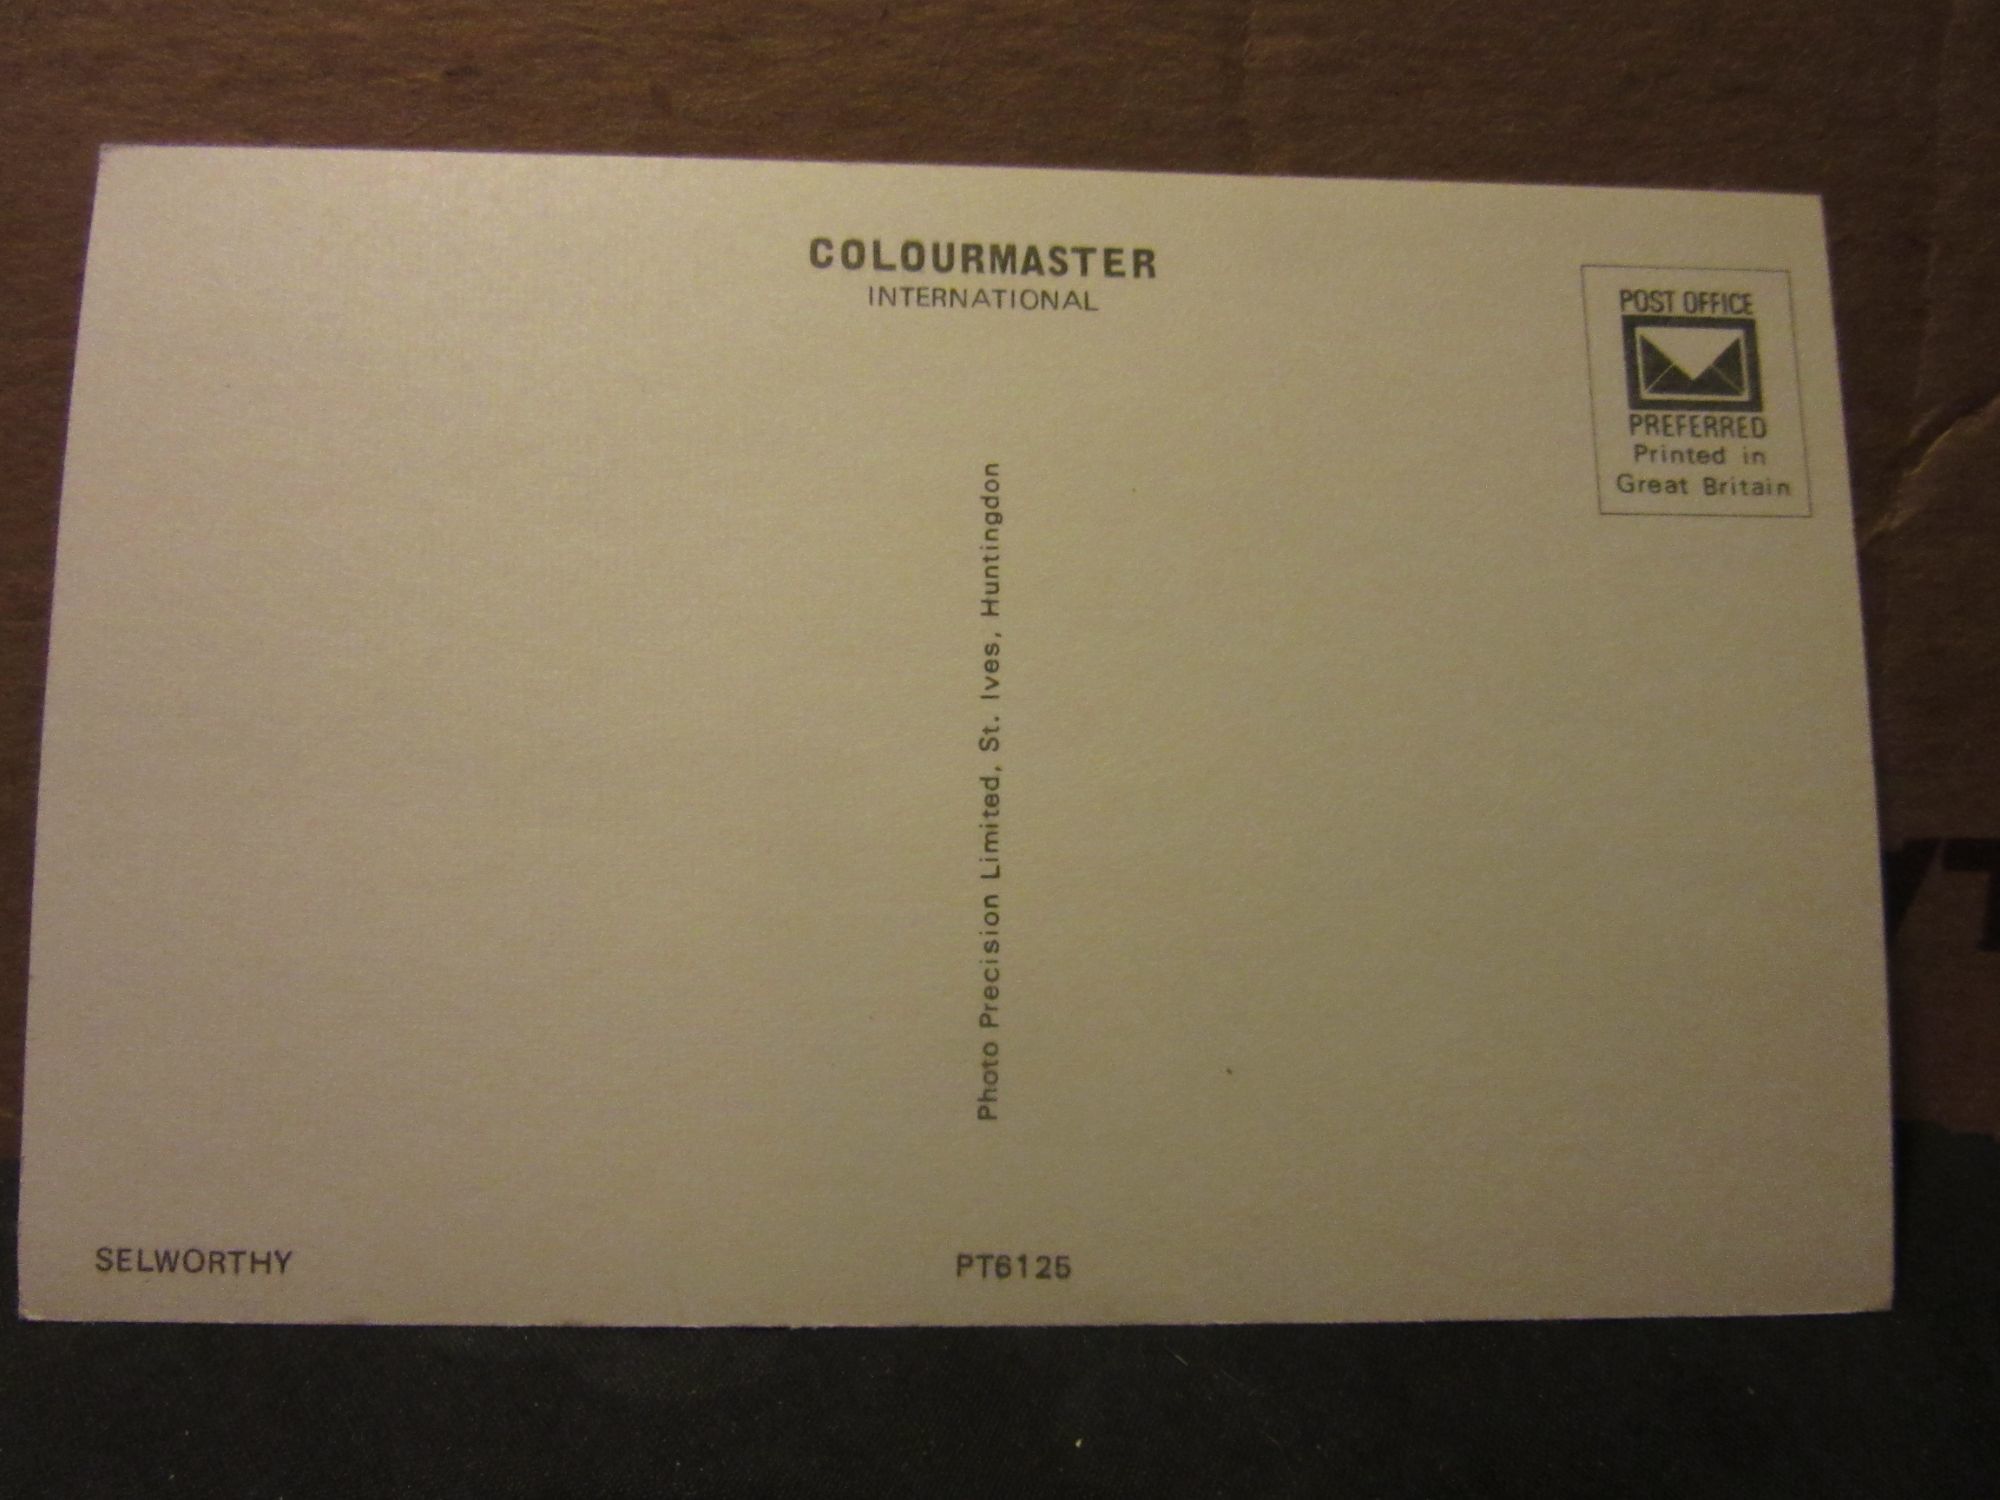 COLOURMASTER
INTERNATIONAL
POST OFFICE
PREFERRED
Printed in
Great Britain
Photo Precision Limited, St. Ives, Huntingdon
SELWORTHY
PT6125